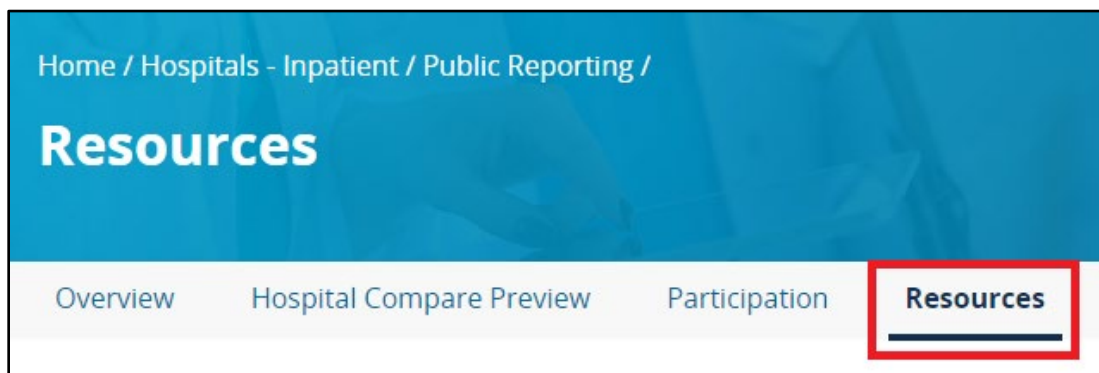 Home / Hospitals - Inpatient / Public Reporting /
Resources
Overview Hospital Compare Preview Participation Resources